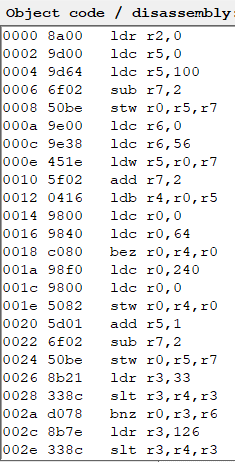 Object code / disassembly:
0000 8a00 ldr r2,0
0002 9d00 ldc r5,0
0004 9d64 ldc r5,100
0006 6f02 sub r7,2
0008 50be stw r0,r5,r7
000a 9e00 ldc r6,0
000c 9e38 ldc r6,56
000e 451e ldw r5,r0,r7
0010 5f02 add r7,2
0012 0416 ldb r4,r0,r5
0014 9800 ldc r0,0
0016 9840 ldc r0,64
0018 c080 bez r0,r4,r0
001a 98f0 ldc r0,240
001c 9800 ldc r0,0
001e 5082 stw r0,r4,r0
0020 5d01 add r5,1
0022 6f02 sub r7,2
0024 50be stw r0,r5,r7
0026 8b21 ldr r3,33
0028 338c slt r3,r4,r3
002a d078 bnz r0,r3,r6
002c 8b7e ldr r3,126
002e 338c slt r3,r4,r3